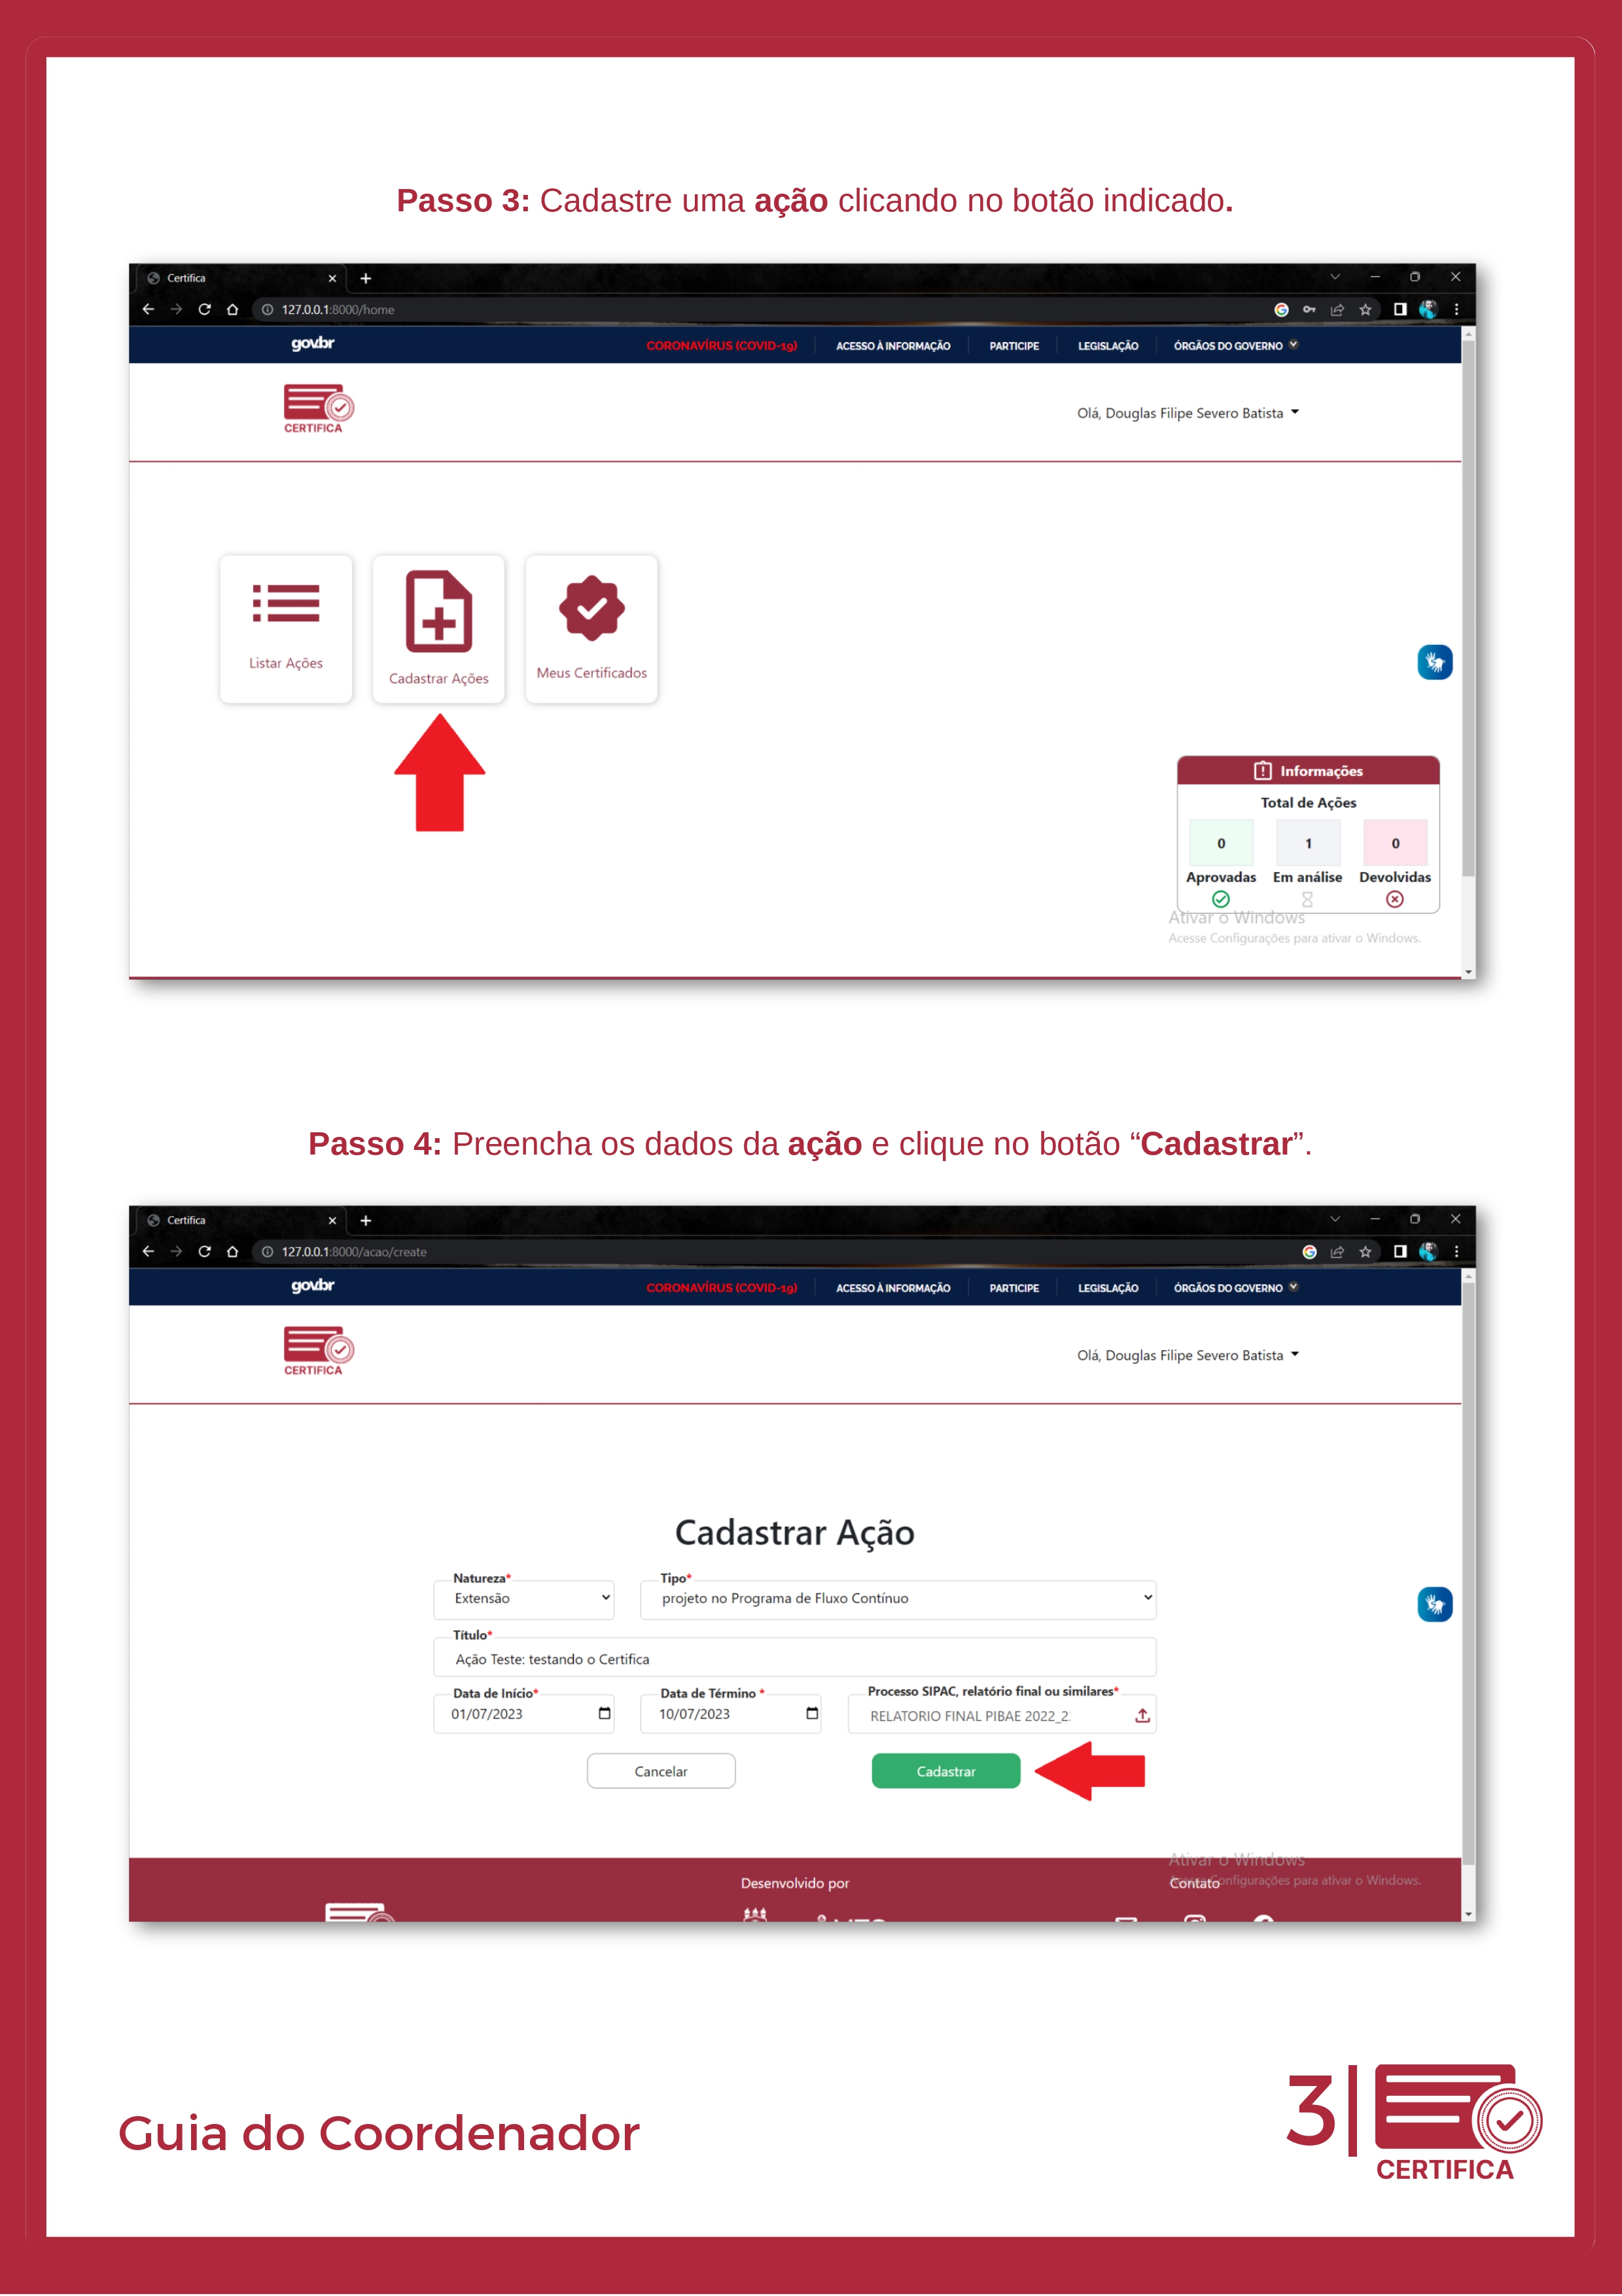 Passo 3: Cadastre uma ação clicando no botão indicado.
Certifica
127.0.0.1:8000/home
gov.br
CORONAVÍRUS (COVID-19) ACESSO À INFORMAÇÃO PARTICIPE LEGISLAÇÃO ÓRGÃOS DO GOVERNO
CERTIFICA
Olá, Douglas Filipe Severo Batista
Listar Ações
Cadastrar Ações
Meus Certificados
Informações
Total de Ações
0 1 0
Aprovadas Em análise Devolvidas
Ativar o Windows
Acesse Configurações para ativar o Windows.
Passo 4: Preencha os dados da ação e clique no botão “Cadastrar”.
Certifica
127.0.0.1:8000/acao/create
gov.br
CORONAVÍRUS (COVID-19) ACESSO À INFORMAÇÃO PARTICIPE LEGISLAÇÃO ÓRGÃOS DO GOVERNO
CERTIFICA
Olá, Douglas Filipe Severo Batista
Cadastrar Ação
Natureza* Tipo*
Extensão projeto no Programa de Fluxo Contínuo
Título*
Ação Teste: testando o Certifica
Data de Início* Data de Término * Processo SIPAC, relatório final ou similares*
01/07/2023 10/07/2023 RELATORIO FINAL PIBAE 2022_2
Cancelar Cadastrar
Ativar o Windows
Desenvolvido por
Contato
Configurações para ativar o Windows.
Guia do Coordenador
3
CERTIFICA